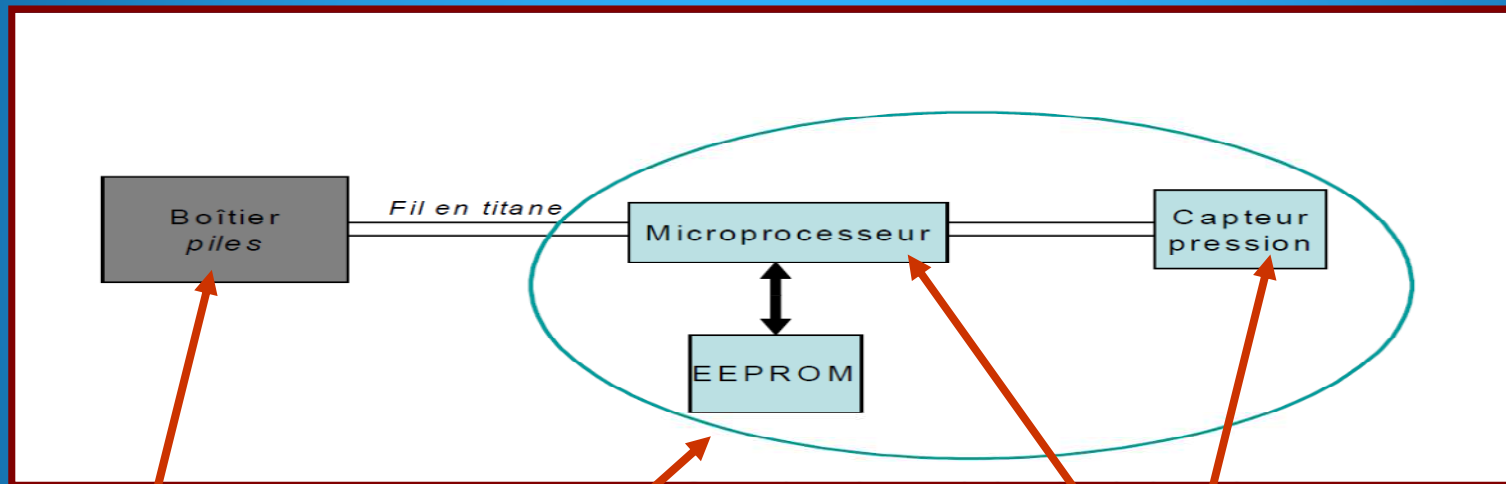 Boîtier
piles
Fil en titane
Microprocesseur
Capteur
pression
EEPROM